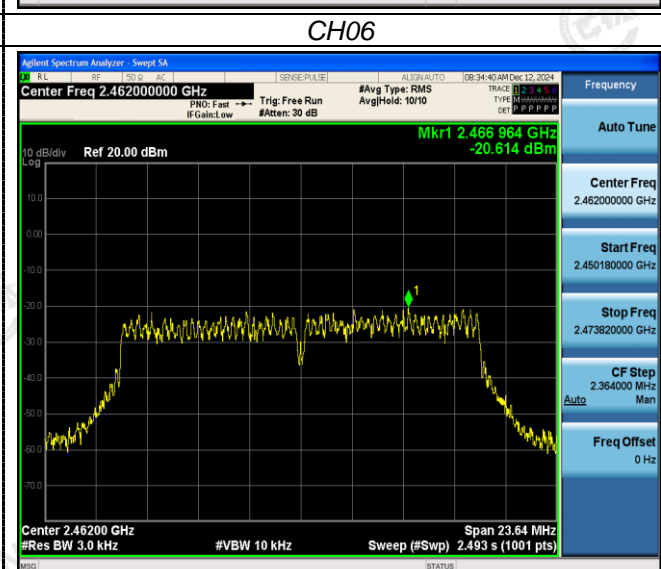 CH06
Agilent Spectrum Analyzer - Swept SA
RL RF 50 Ω AC SENSE:PULSE ALIGN AUTO 08:34:40 AM Dec 12, 2024
Center Freq 2.462000000 GHz #Avg Type: RMS TRACE 1 2 3 4 5 6
PNO: Fast Trig: Free Run Avg|Hold: 10/10 TYPE M
IFGain:Low #Atten: 30 dB DET P P P P P P
Mkr1 2.466 964 GHz
10 dB/div Ref 20.00 dBm -20.614 dBm
Log
10.0
0.00
-10.0
-20.0
-30.0
-40.0
-50.0
-60.0
-70.0
1
Center 2.46200 GHz Span 23.64 MHz
#Res BW 3.0 kHz #VBW 10 kHz Sweep (#Swp) 2.493 s (1001 pts)
MSG STATUS
Frequency
Auto Tune
Center Freq
2.462000000 GHz
Start Freq
2.450180000 GHz
Stop Freq
2.473820000 GHz
CF Step
2.364000 MHz
Auto Man
Freq Offset
0 Hz